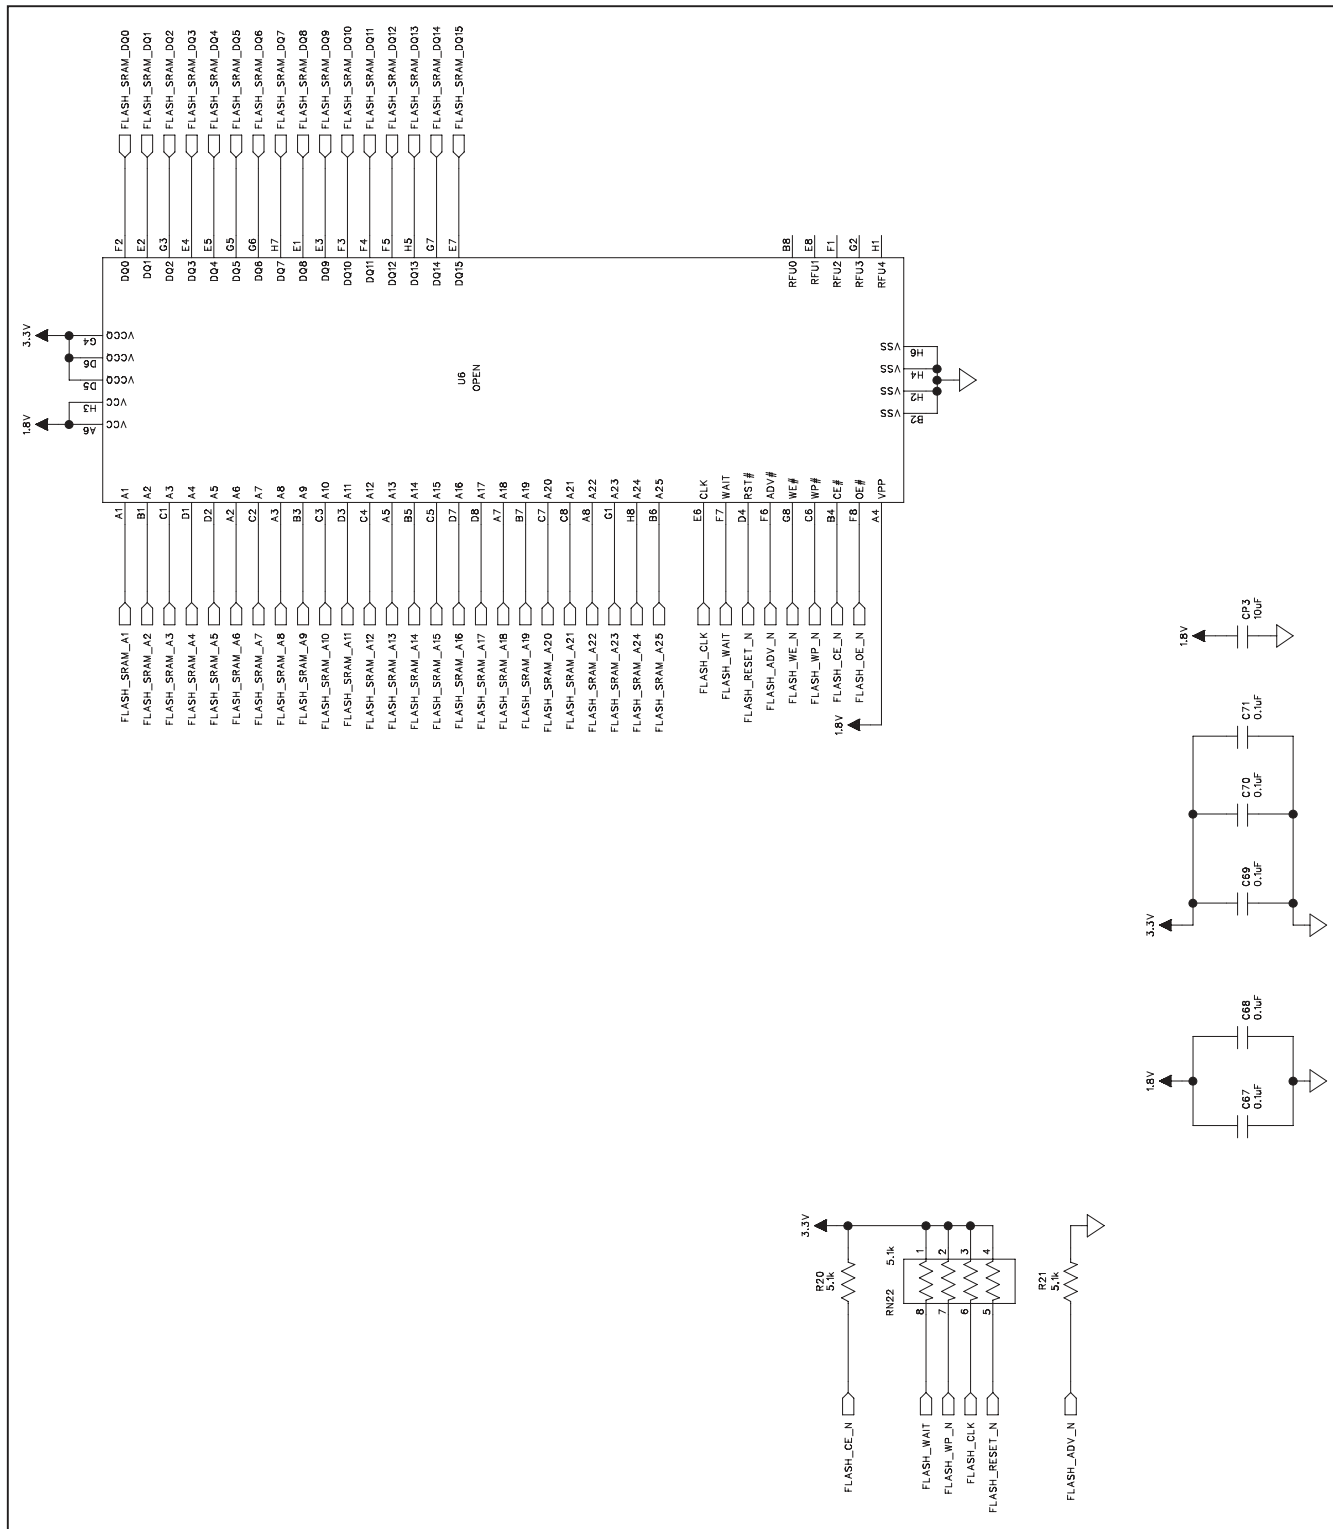 FLASH_SRAM_DQ0
FLASH_SRAM_DQ1
FLASH_SRAM_DQ2
FLASH_SRAM_DQ3
FLASH_SRAM_DQ4
FLASH_SRAM_DQ5
FLASH_SRAM_DQ6
FLASH_SRAM_DQ7
FLASH_SRAM_DQ8
FLASH_SRAM_DQ9
FLASH_SRAM_DQ10
FLASH_SRAM_DQ11
FLASH_SRAM_DQ12
FLASH_SRAM_DQ13
FLASH_SRAM_DQ14
FLASH_SRAM_DQ15
F2 DQ0
E2 DQ1
G3 DQ2
E4 DQ3
E5 DQ4
G5 DQ5
G6 DQ6
H7 DQ7
E1 DQ8
E3 DQ9
F3 DQ10
F4 DQ11
F5 DQ12
H5 DQ13
G7 DQ14
E7 DQ15
B8 RFU0
E8 RFU1
F1 RFU2
G2 RFU3
H1 RFU4
3.3V
G4 VCCQ
D6 VCCQ
D5 VCCQ
1.8V
H3 VCC
A6 VCC
U6
OPEN
VSS H6
VSS H4
VSS H2
VSS B2
A1 A1 FLASH_SRAM_A1
A2 B1 FLASH_SRAM_A2
A3 C1 FLASH_SRAM_A3
A4 D1 FLASH_SRAM_A4
A5 D2 FLASH_SRAM_A5
A6 A2 FLASH_SRAM_A6
A7 C2 FLASH_SRAM_A7
A8 A3 FLASH_SRAM_A8
A9 B3 FLASH_SRAM_A9
A10 C3 FLASH_SRAM_A10
A11 D3 FLASH_SRAM_A11
A12 C4 FLASH_SRAM_A12
A13 A5 FLASH_SRAM_A13
A14 B5 FLASH_SRAM_A14
A15 C5 FLASH_SRAM_A15
A16 D7 FLASH_SRAM_A16
A17 D8 FLASH_SRAM_A17
A18 A7 FLASH_SRAM_A18
A19 B7 FLASH_SRAM_A19
A20 C7 FLASH_SRAM_A20
A21 C8 FLASH_SRAM_A21
A22 A8 FLASH_SRAM_A22
A23 G1 FLASH_SRAM_A23
A24 H8 FLASH_SRAM_A24
A25 B6 FLASH_SRAM_A25
CLK E6 FLASH_CLK
WAIT F7 FLASH_WAIT
RST# D4 FLASH_RESET_N
ADV# F6 FLASH_ADV_N
WE# G8 FLASH_WE_N
WP# C6 FLASH_WP_N
CE# B4 FLASH_CE_N
OE# F8 FLASH_OE_N
VPP A4
1.8V
1.8V
CP3
10uF
3.3V
C71
0.1uF
C70
0.1uF
C69
0.1uF
1.8V
C68
0.1uF
C67
0.1uF
3.3V
R20
5.1k
5.1k
RN22
1 8
2 7
3 6
4 5
R21
5.1k
FLASH_CE_N
FLASH_WAIT
FLASH_WP_N
FLASH_CLK
FLASH_RESET_N
FLASH_ADV_N